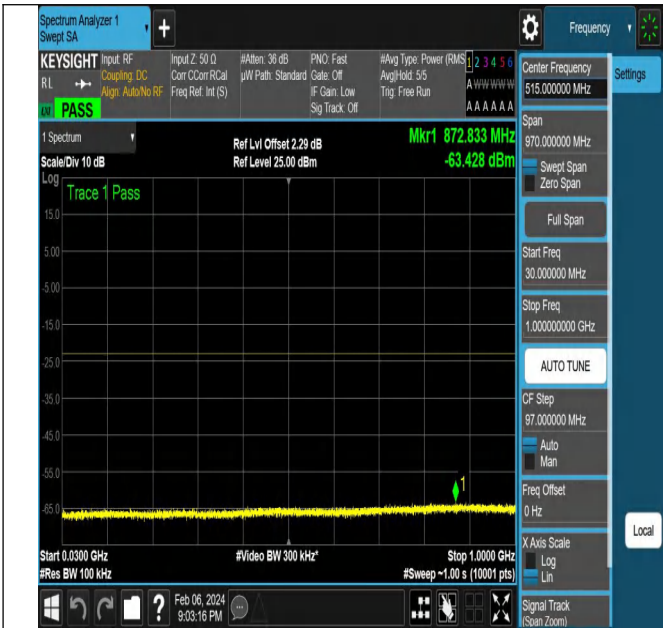 Spectrum Analyzer 1
Swept SA
Frequency
KEYSIGHT
RL
PASS
Input: RF
Coupling: DC
Align: Auto/No RF
Input Z: 50 Ω
Corr CCorr RCal
Freq Ref: Int (S)
#Atten: 36 dB
µW Path: Standard
PNO: Fast
Gate: Off
IF Gain: Low
Sig Track: Off
#Avg Type: Power (RMS
Avg|Hold: 5/5
Trig: Free Run
1 2 3 4 5 6
A W W W W W
A A A A A A
1 Spectrum
Scale/Div 10 dB
Ref Lvl Offset 2.29 dB
Ref Level 25.00 dBm
Mkr1 872.833 MHz
-63.428 dBm
Log
Trace 1 Pass
15.0
5.00
-5.00
-15.0
-25.0
-35.0
-45.0
-55.0
-65.0
1
Start 0.0300 GHz
#Res BW 100 kHz
#Video BW 300 kHz*
Stop 1.0000 GHz
#Sweep ~1.00 s (10001 pts)
Center Frequency
515.000000 MHz
Span
970.000000 MHz
Swept Span
Zero Span
Full Span
Start Freq
30.000000 MHz
Stop Freq
1.000000000 GHz
AUTO TUNE
CF Step
97.000000 MHz
Auto
Man
Freq Offset
0 Hz
X Axis Scale
Log
Lin
Signal Track
(Span Zoom)
Settings
Local
?
Feb 06, 2024
9:03:16 PM